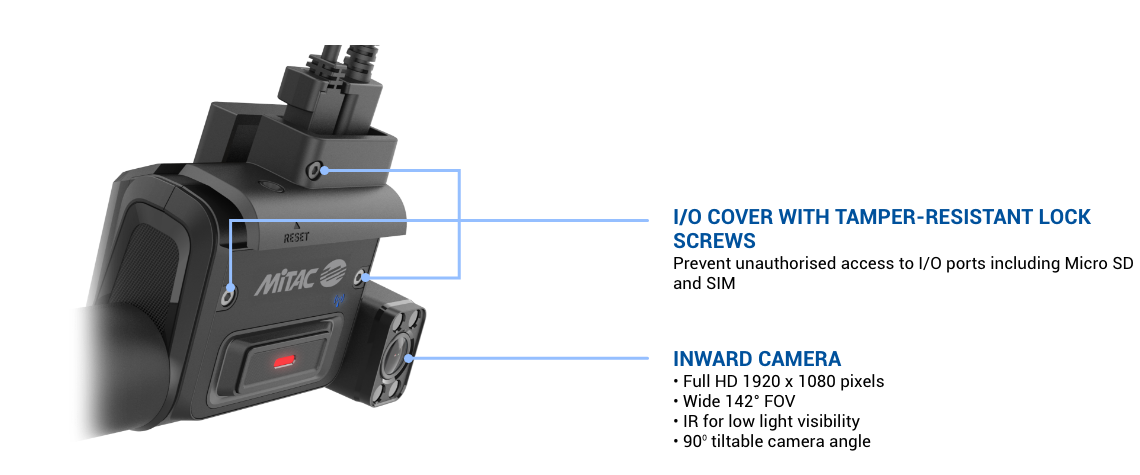 RESET
MiTAC
I/O COVER WITH TAMPER-RESISTANT LOCK
SCREWS
Prevent unauthorised access to I/O ports including Micro SD
and SIM
INWARD CAMERA
• Full HD 1920 x 1080 pixels
• Wide 142° FOV
• IR for low light visibility
• 90⁰ tiltable camera angle